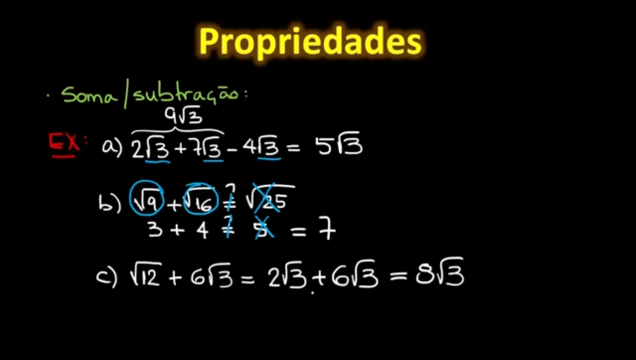 Propriedades
· Soma/subtração:
9√3
EX: a) 2√3 + 7√3 - 4√3 = 5√3
b) √9 + √16 ≟ √25
3 + 4 ≟ 5 = 7
c) √12 + 6√3 = 2√3 + 6√3 = 8√3